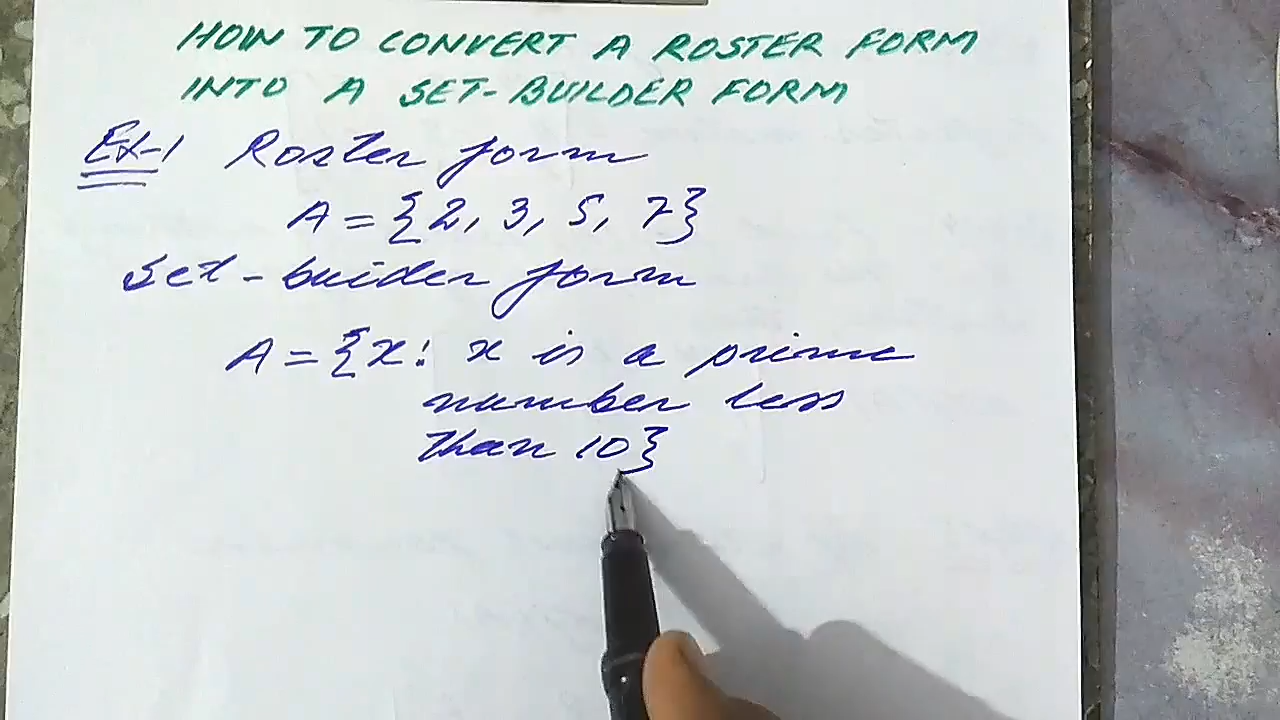 HOW TO CONVERT A ROSTER FORM
INTO A SET-BUILDER FORM
Ex-1 Roster form
A = {2, 3, 5, 7}
Set-buider form
A = {x: x is a prime
number less
than 10}